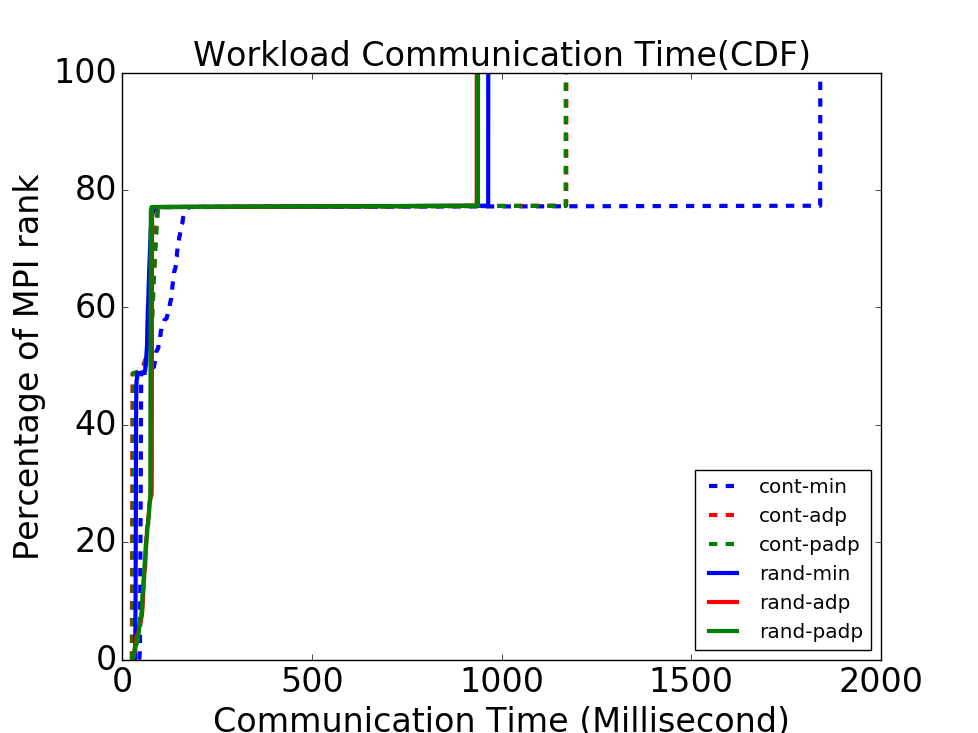 Workload Communication Time(CDF)
Percentage of MPI rank
100
80
60
40
20
0
0 500 1000 1500 2000
Communication Time (Millisecond)
cont-min
cont-adp
cont-padp
rand-min
rand-adp
rand-padp